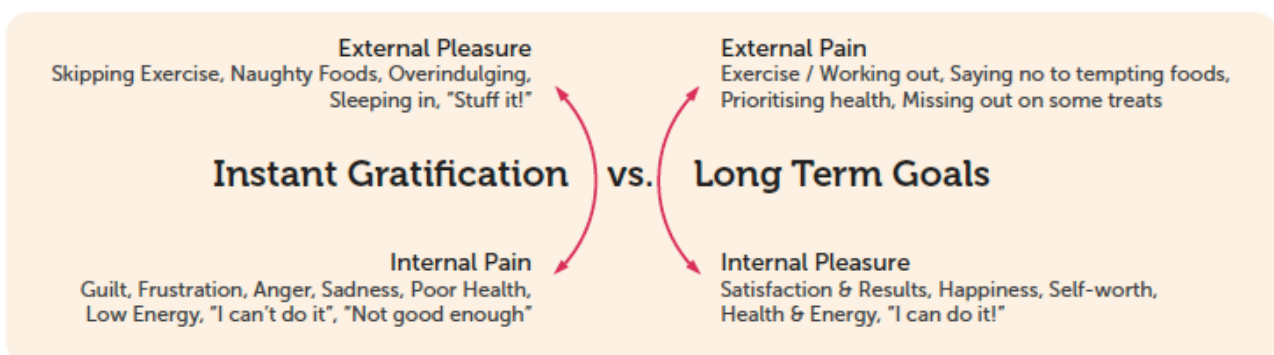 External Pleasure
Skipping Exercise, Naughty Foods, Overindulging,
Sleeping in, "Stuff it!"
External Pain
Exercise / Working out, Saying no to tempting foods,
Prioritising health, Missing out on some treats
Instant Gratification vs. Long Term Goals
Internal Pain
Guilt, Frustration, Anger, Sadness, Poor Health,
Low Energy, "I can't do it", "Not good enough"
Internal Pleasure
Satisfaction & Results, Happiness, Self-worth,
Health & Energy, "I can do it!"